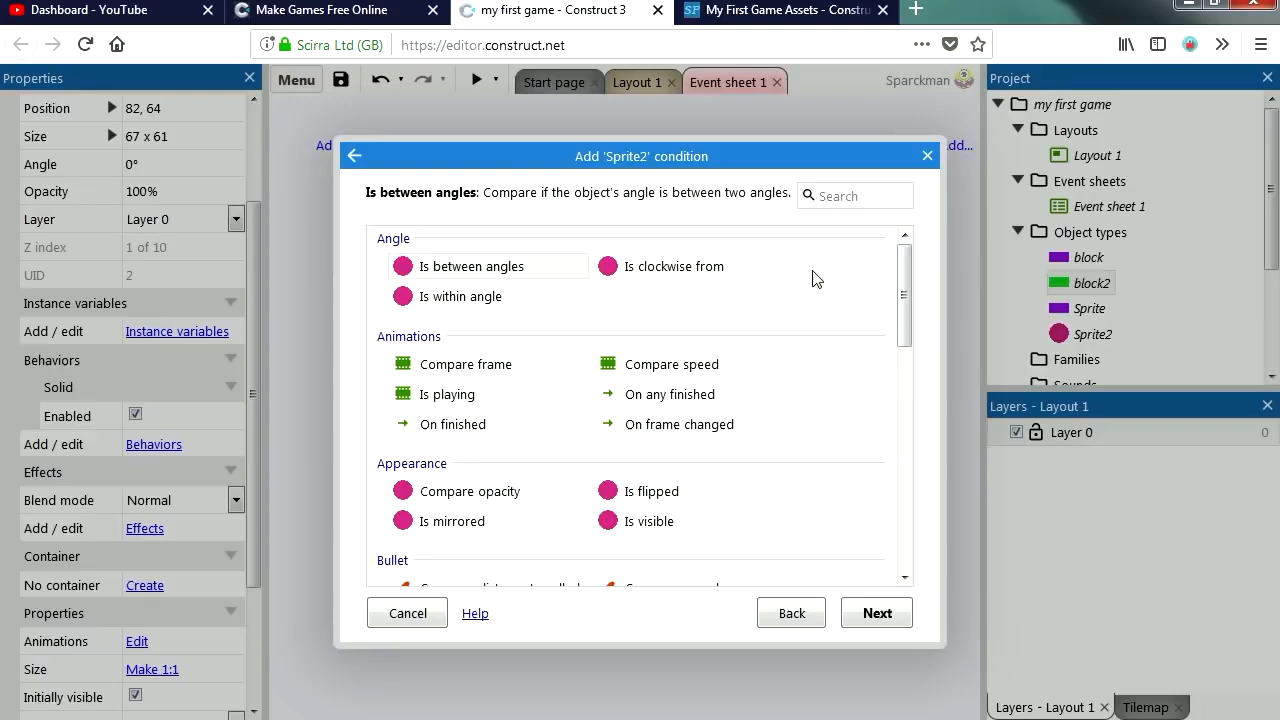 Dashboard - YouTube
Make Games Free Online
my first game - Construct 3
My First Game Assets - Constru
Scirra Ltd (GB)
https://editor.construct.net
Properties
Menu
Start page
Layout 1
Event sheet 1
Sparckman
Project
Position 82, 64
Size 67 x 61
Angle 0°
Opacity 100%
Layer Layer 0
Z index 1 of 10
UID 2
Instance variables
Add / edit Instance variables
Behaviors
Solid
Enabled
Add / edit Behaviors
Effects
Blend mode Normal
Add / edit Effects
Container
No container Create
Properties
Animations Edit
Size Make 1:1
Initially visible
Ad
dd...
Add 'Sprite2' condition
Is between angles: Compare if the object's angle is between two angles.
Search
Angle
Is between angles
Is clockwise from
Is within angle
Animations
Compare frame
Compare speed
Is playing
On any finished
On finished
On frame changed
Appearance
Compare opacity
Is flipped
Is mirrored
Is visible
Bullet
Cancel
Help
Back
Next
my first game
Layouts
Layout 1
Event sheets
Event sheet 1
Object types
block
block2
Sprite
Sprite2
Families
Layers - Layout 1
Layer 0
0
Layers - Layout 1
Tilemap